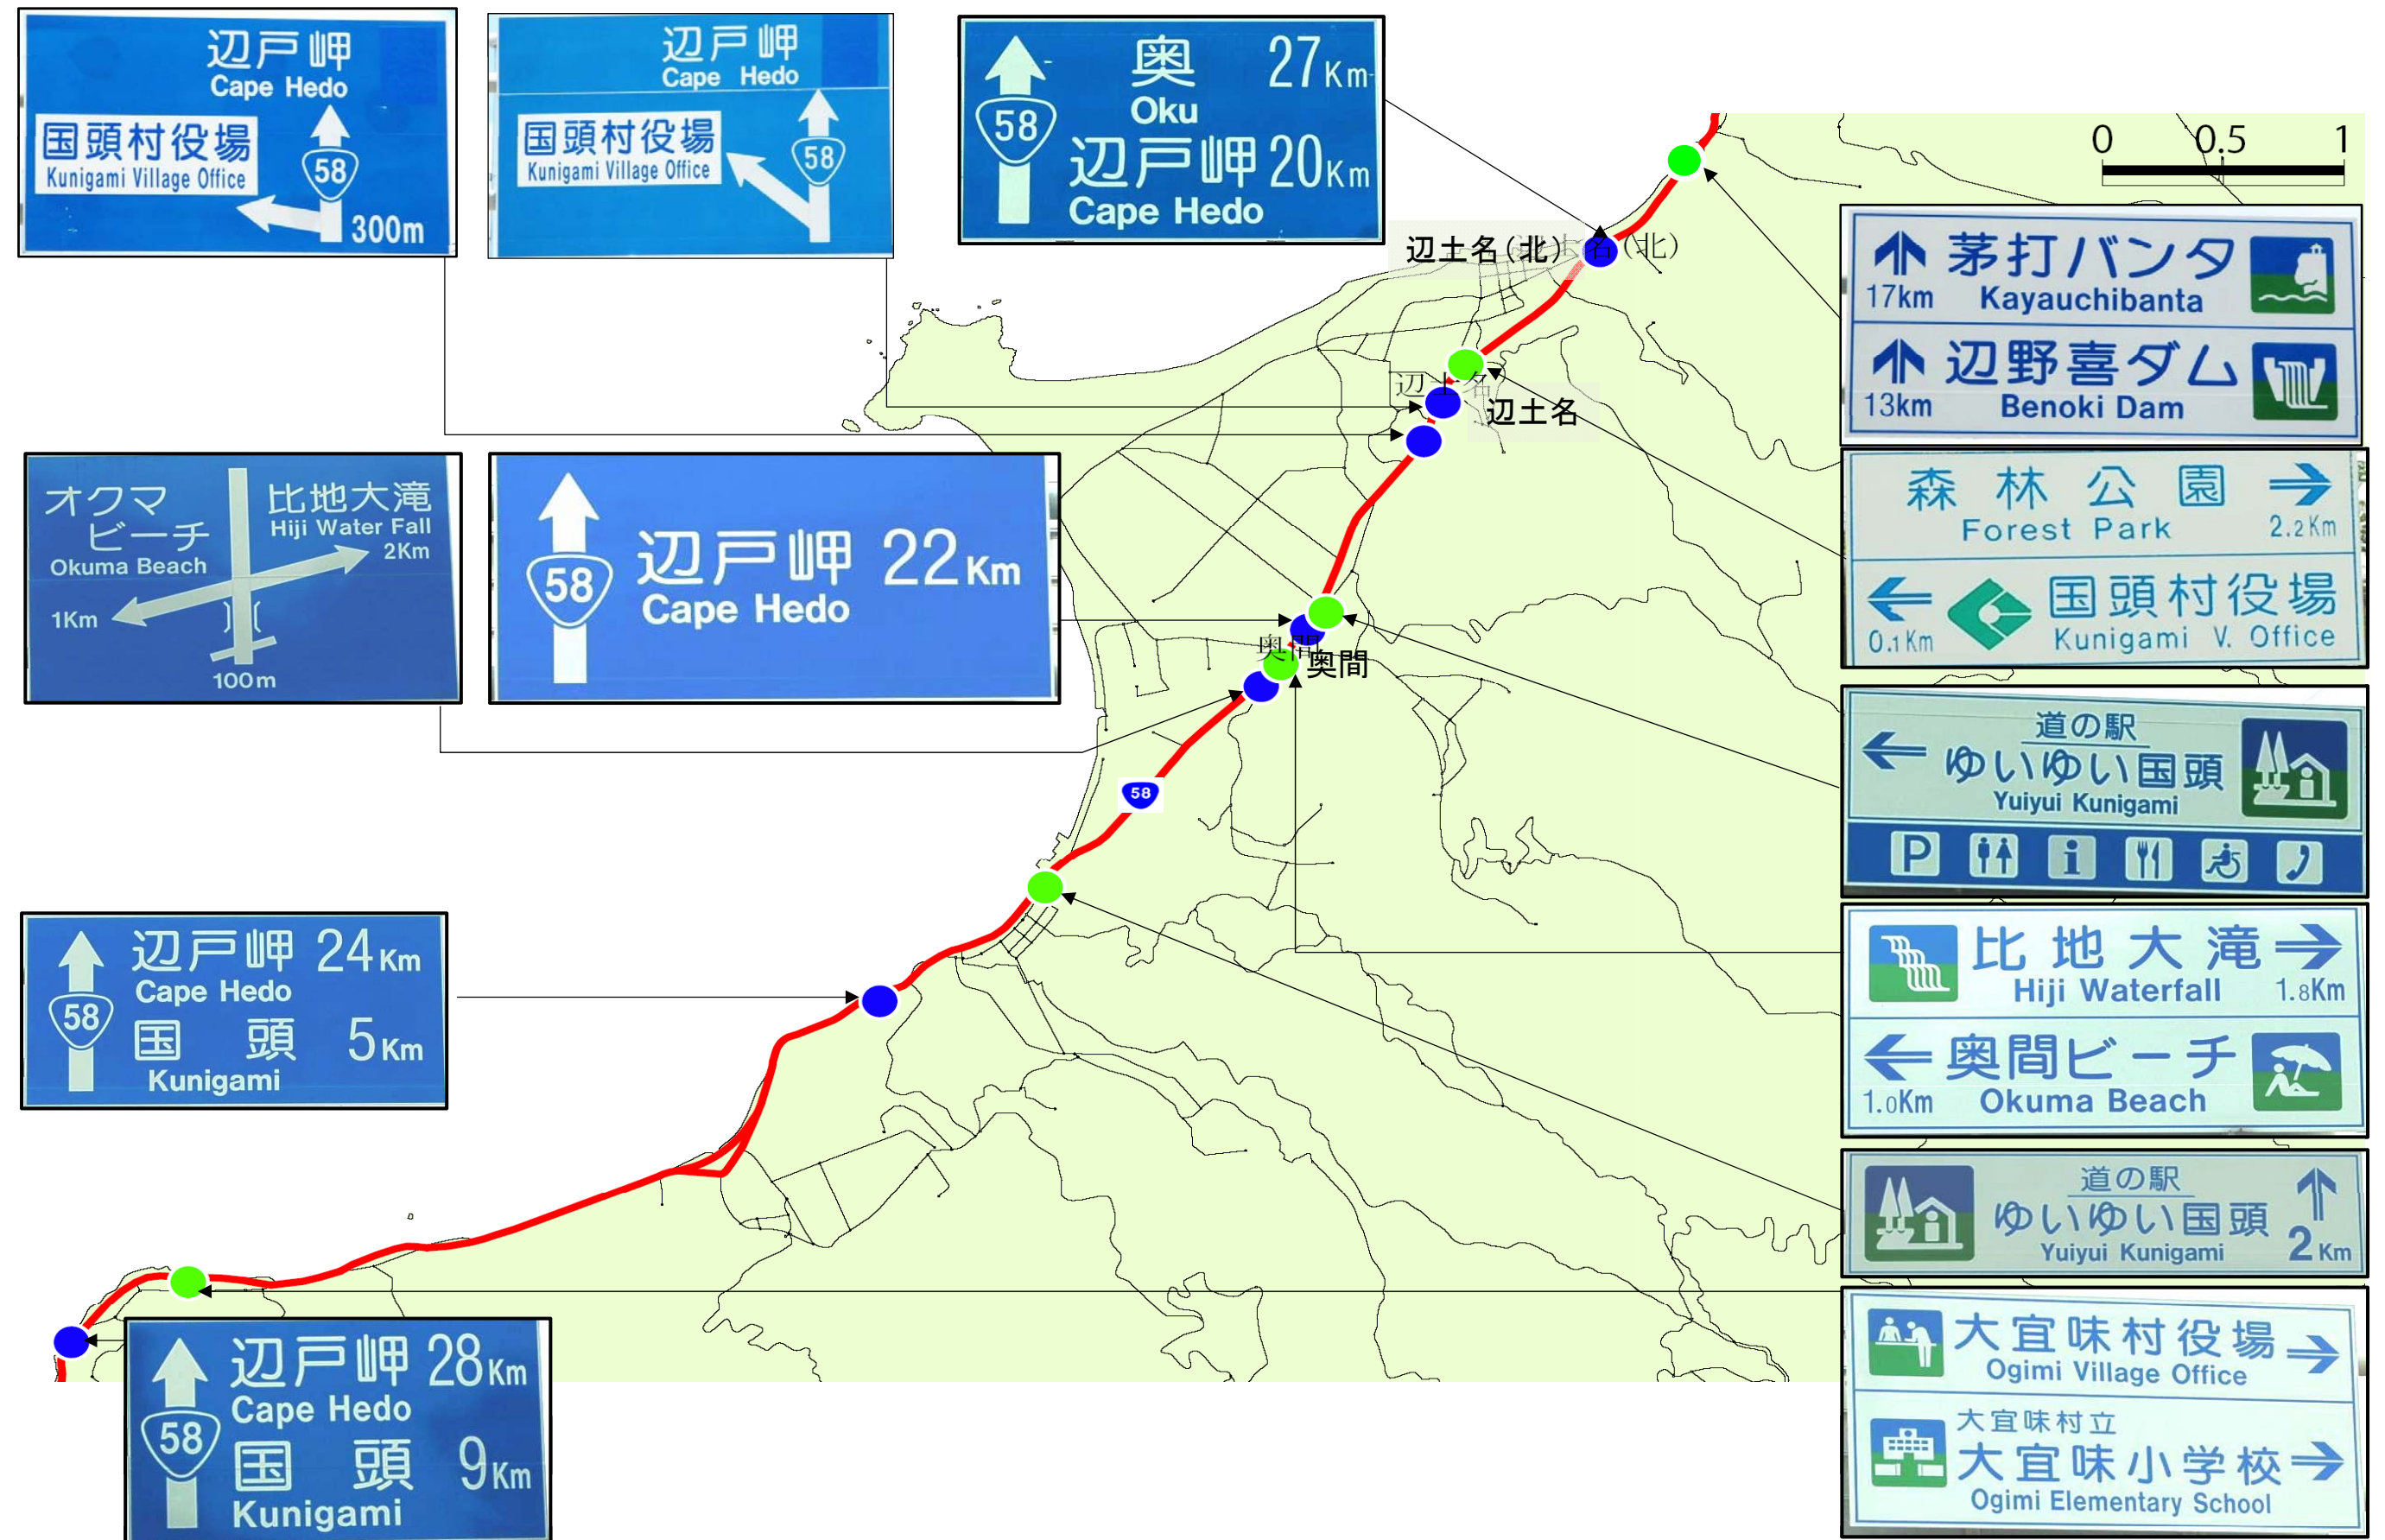 辺戸岬
Cape Hedo
国頭村役場
Kunigami Village Office
58
300m
辺戸岬
Cape Hedo
国頭村役場
Kunigami Village Office
58
奥 27Km
Oku
58
辺戸岬 20Km
Cape Hedo
0 0.5 1
辺土名(北)
辺土名(北)
茅打バンタ
17km Kayauchibanta
辺野喜ダム
13km Benoki Dam
辺土名
辺土名
オクマ
ビーチ
Okuma Beach
1Km
比地大滝
Hiji Water Fall
2Km
100m
58
辺戸岬 22Km
Cape Hedo
森林公園
Forest Park 2.2Km
国頭村役場
0.1Km Kunigami V. Office
奥間
奥間
道の駅
ゆいゆい国頭
Yuiyui Kunigami
P i
58
比地大滝
Hiji Waterfall 1.8Km
奥間ビーチ
1.0Km Okuma Beach
辺戸岬 24Km
Cape Hedo
58
国頭 5Km
Kunigami
道の駅
ゆいゆい国頭
Yuiyui Kunigami 2Km
大宜味村役場
Ogimi Village Office
大宜味村立
大宜味小学校
Ogimi Elementary School
辺戸岬 28Km
Cape Hedo
58
国頭 9Km
Kunigami